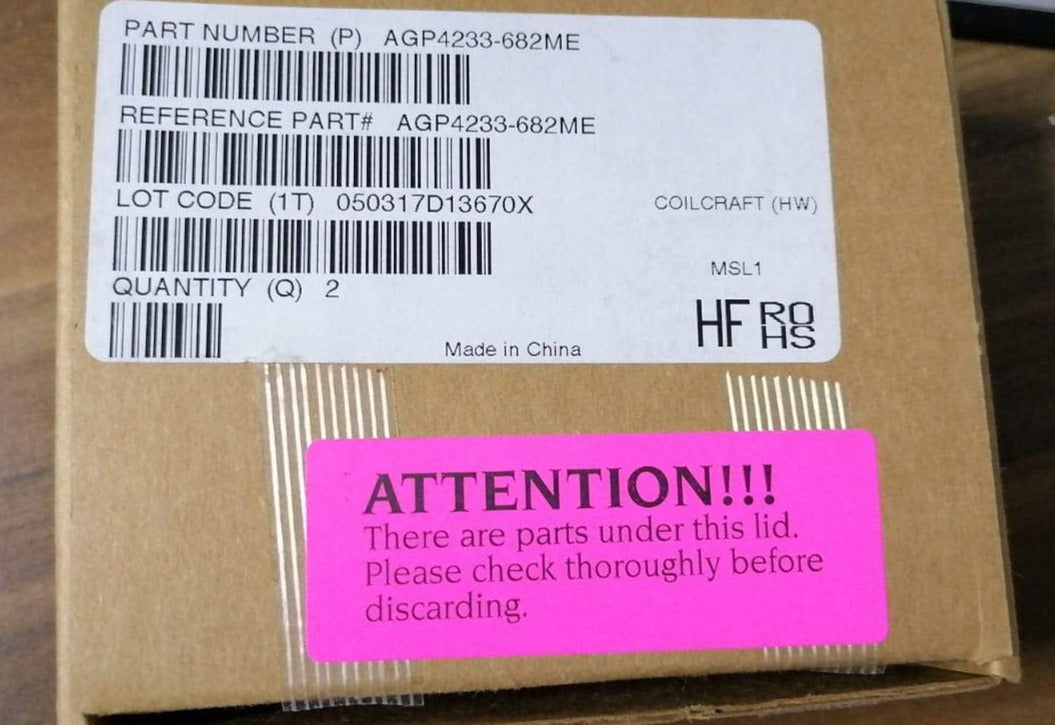 PART NUMBER (P) AGP4233-682ME
REFERENCE PART# AGP4233-682ME
LOT CODE (1T) 050317D13670X
COILCRAFT (HW)
MSL1
QUANTITY (Q) 2
HF RO
HS
Made in China
ATTENTION!!!
There are parts under this lid.
Please check thoroughly before
discarding.